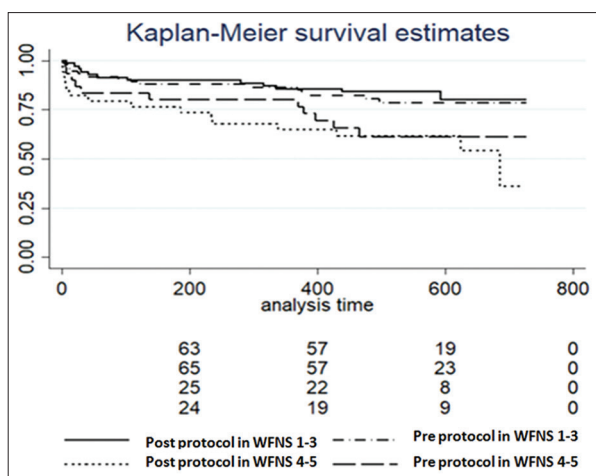 Kaplan-Meier survival estimates
1.00
0.75
0.50
0.25
0.00
0 200 400 600 800
analysis time
63 57 19 0
65 57 23 0
25 22 8 0
24 19 9 0
Post protocol in WFNS 1-3 Pre protocol in WFNS 1-3
Post protocol in WFNS 4-5 Pre protocol in WFNS 4-5